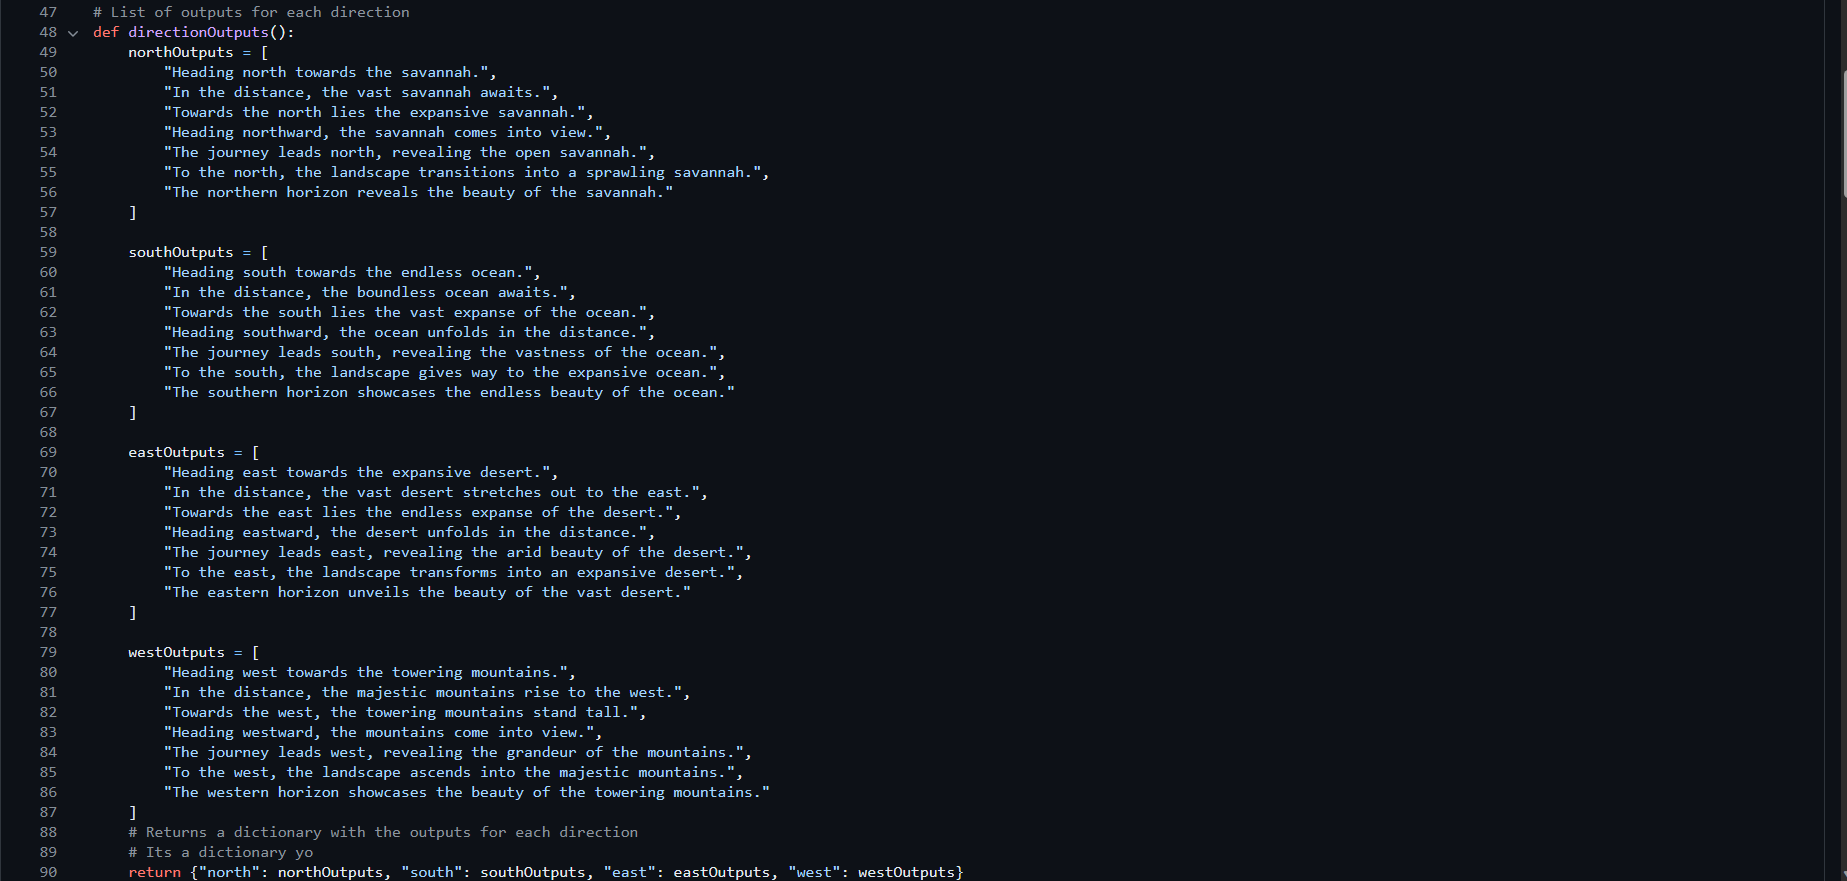 47 # List of outputs for each direction
48 def directionOutputs():
49 northOutputs = [
50 "Heading north towards the savannah.",
51 "In the distance, the vast savannah awaits.",
52 "Towards the north lies the expansive savannah.",
53 "Heading northward, the savannah comes into view.",
54 "The journey leads north, revealing the open savannah.",
55 "To the north, the landscape transitions into a sprawling savannah.",
56 "The northern horizon reveals the beauty of the savannah."
57 ]
58
59 southOutputs = [
60 "Heading south towards the endless ocean.",
61 "In the distance, the boundless ocean awaits.",
62 "Towards the south lies the vast expanse of the ocean.",
63 "Heading southward, the ocean unfolds in the distance.",
64 "The journey leads south, revealing the vastness of the ocean.",
65 "To the south, the landscape gives way to the expansive ocean.",
66 "The southern horizon showcases the endless beauty of the ocean."
67 ]
68
69 eastOutputs = [
70 "Heading east towards the expansive desert.",
71 "In the distance, the vast desert stretches out to the east.",
72 "Towards the east lies the endless expanse of the desert.",
73 "Heading eastward, the desert unfolds in the distance.",
74 "The journey leads east, revealing the arid beauty of the desert.",
75 "To the east, the landscape transforms into an expansive desert.",
76 "The eastern horizon unveils the beauty of the vast desert."
77 ]
78
79 westOutputs = [
80 "Heading west towards the towering mountains.",
81 "In the distance, the majestic mountains rise to the west.",
82 "Towards the west, the towering mountains stand tall.",
83 "Heading westward, the mountains come into view.",
84 "The journey leads west, revealing the grandeur of the mountains.",
85 "To the west, the landscape ascends into the majestic mountains.",
86 "The western horizon showcases the beauty of the towering mountains."
87 ]
88 # Returns a dictionary with the outputs for each direction
89 # Its a dictionary yo
90 return {"north": northOutputs, "south": southOutputs, "east": eastOutputs, "west": westOutputs}